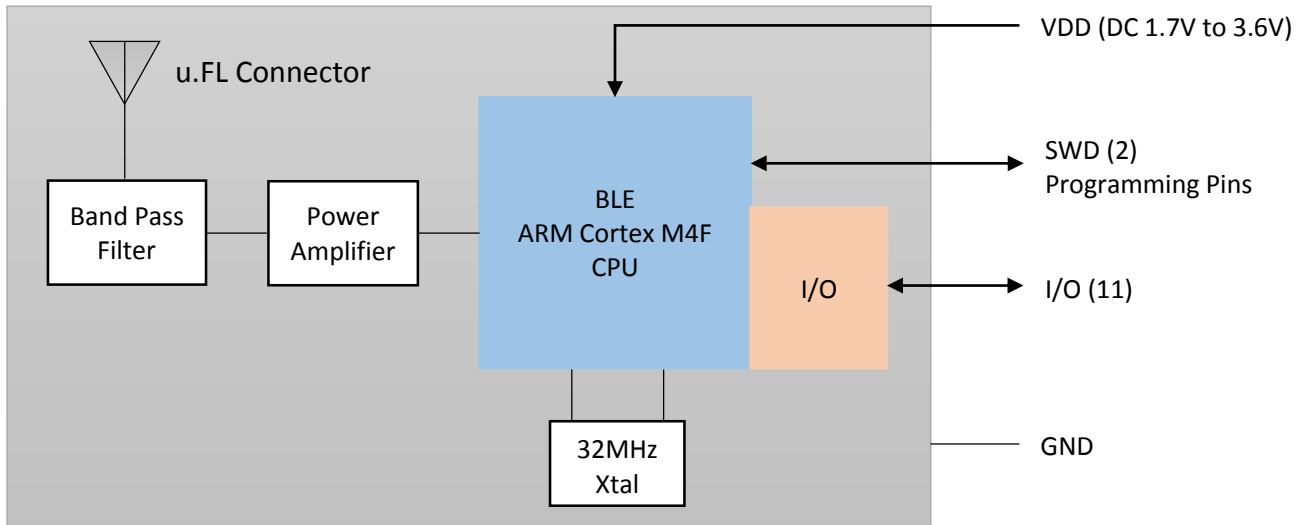 VDD (DC 1.7V to 3.6V)
u.FL Connector
SWD (2)
Programming Pins
Band Pass
Filter
Power
Amplifier
BLE
ARM Cortex M4F
CPU
I/O
I/O (11)
32MHz
Xtal
GND